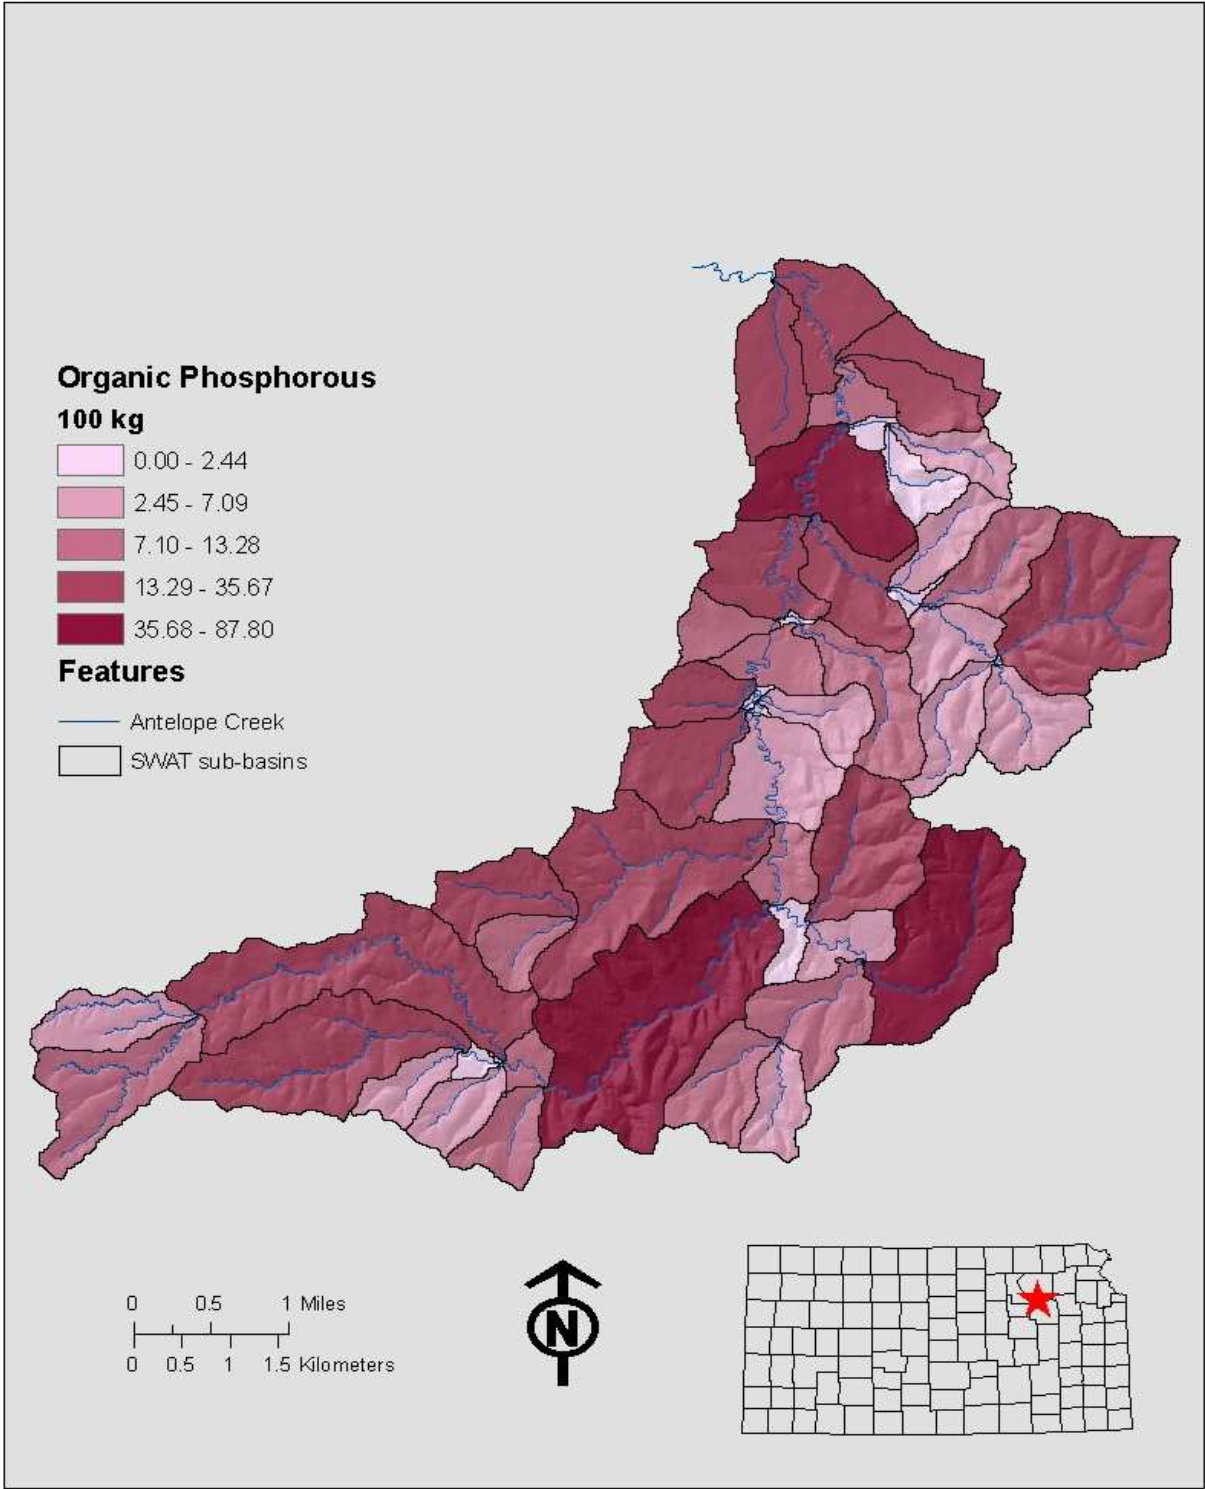 Organic Phosphorous
100 kg
0.00 - 2.44
2.45 - 7.09
7.10 - 13.28
13.29 - 35.67
35.68 - 87.80
Features
Antelope Creek
SWAT sub-basins
0 0.5 1 Miles
0 0.5 1 1.5 Kilometers
N